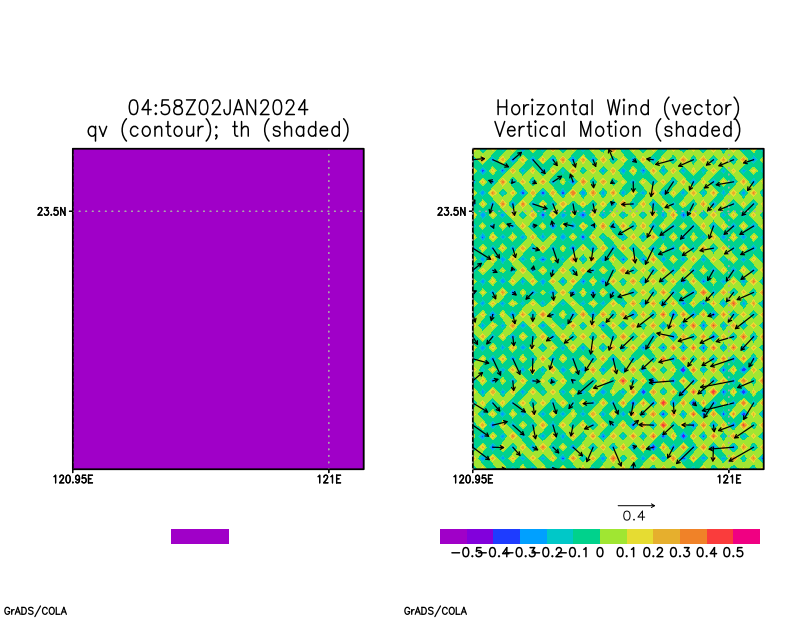 04:58Z02JAN2024
qv (contour); th (shaded)
23.5N
120.95E 121E
Horizontal Wind (vector)
Vertical Motion (shaded)
23.5N
120.95E 121E
0.4
-0.5 -0.4 -0.3 -0.2 -0.1 0 0.1 0.2 0.3 0.4 0.5
GrADS/COLA
GrADS/COLA